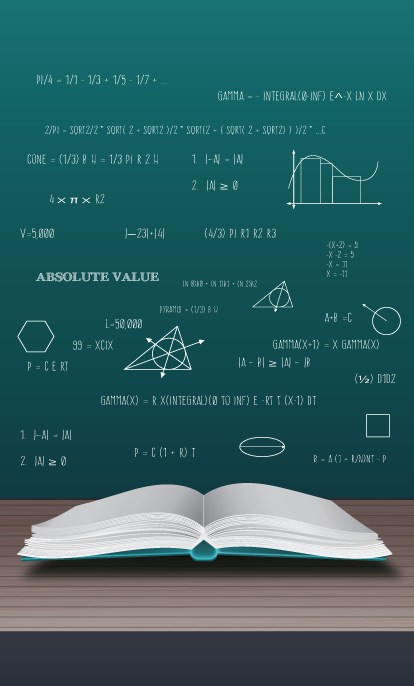 PI/4 = 1/1 - 1/3 + 1/5 - 1/7 + ...
GAMMA = - INTEGRAL(0-INF) E^-X LN X DX
2/PI = SQRT2/2 * SQRT( 2 + SQRT2 )/2 * SQRT(2 + ( SQRT( 2 + SQRT2) ) )/2 * ...C
CONE = (1/3) B H = 1/3 PI R 2 H
1. |-A| = |A|
2. |A| ≥ 0
4 × π × R2
V=5,000
|—23|+|4|
(4/3) PI R1 R2 R3
-(X+2) = 5
-X -2 = 5
-X = 11
X = -11
ABSOLUTE VALUE
PYRAMID = (1/3) B H
L=50,000
A+B =C
99 = XCIX
GAMMA(X+1) = X GAMMA(X)
P = C E RT
|A - B| ≥ |A| - |B
(½) D1D2
GAMMA(X) = R X(INTEGRAL)(0 TO INF) E -RT T (X-1) DT
1. |-A| = |A|
2. |A| ≥ 0
P = C (1 + R) T
B = A (1 + R/N)NT - P